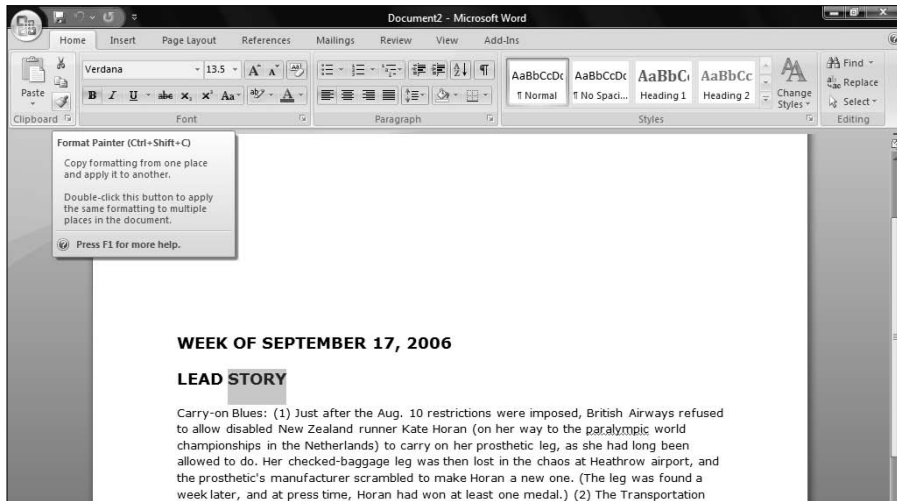 Document2 - Microsoft Word
Home Insert Page Layout References Mailings Review View Add-Ins
Paste
Verdana 13.5
AaBbCcDc AaBbCcDc AaBbC AaBbCc
¶ Normal ¶ No Spaci... Heading 1 Heading 2
Change
Styles
Find
Replace
Select
B I U abc X₂ X² Aa ab A
Clipboard Font Paragraph Styles Editing
Format Painter (Ctrl+Shift+C)
Copy formatting from one place
and apply it to another.
Double-click this button to apply
the same formatting to multiple
places in the document.
Press F1 for more help.
WEEK OF SEPTEMBER 17, 2006
LEAD STORY
Carry-on Blues: (1) Just after the Aug. 10 restrictions were imposed, British Airways refused
to allow disabled New Zealand runner Kate Horan (on her way to the paralympic world
championships in the Netherlands) to carry on her prosthetic leg, as she had long been
allowed to do. Her checked-baggage leg was then lost in the chaos at Heathrow airport, and
the prosthetic's manufacturer scrambled to make Horan a new one. (The leg was found a
week later, and at press time, Horan had won at least one medal.) (2) The Transportation